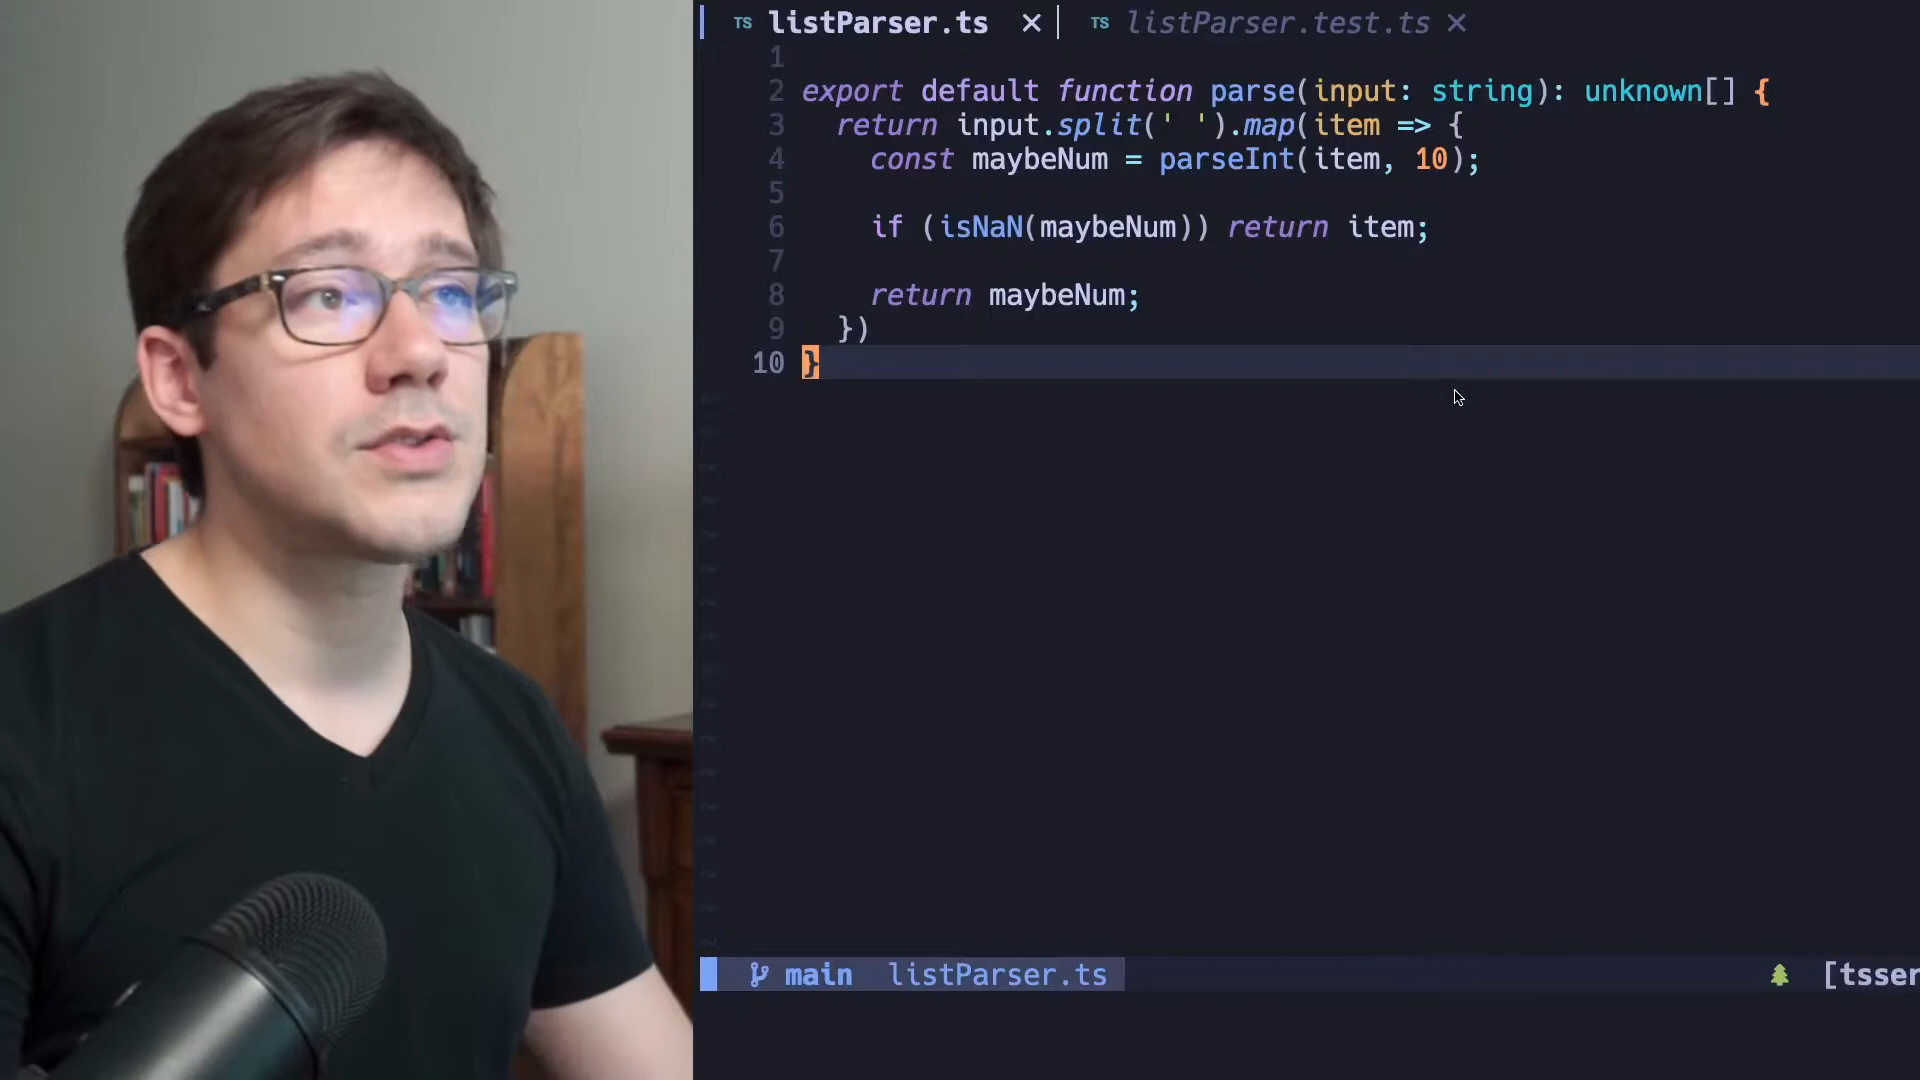 TS listParser.ts ✕ TS listParser.test.ts ✕
1
2 export default function parse(input: string): unknown[] {
3   return input.split(' ').map(item => {
4     const maybeNum = parseInt(item, 10);
5
6     if (isNaN(maybeNum)) return item;
7
8     return maybeNum;
9   })
10 }
main listParser.ts [tsser